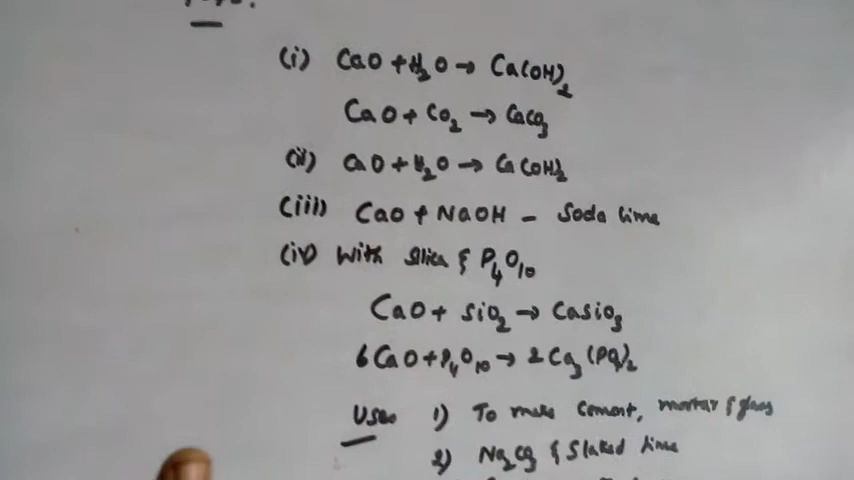 (i) CaO + H₂O → Ca(OH)₂
CaO + CO₂ → CaCO₃
(ii) CaO + H₂O → Ca(OH)₂
(iii) CaO + NaOH – Soda lime
(iv) With silica & P₄O₁₀
CaO + SiO₂ → CaSiO₃
6CaO + P₄O₁₀ → 2Ca₃(PO₄)₂
Uses 1) To make cement, mortar & glass
2) Na₂CO₃ & Slaked lime